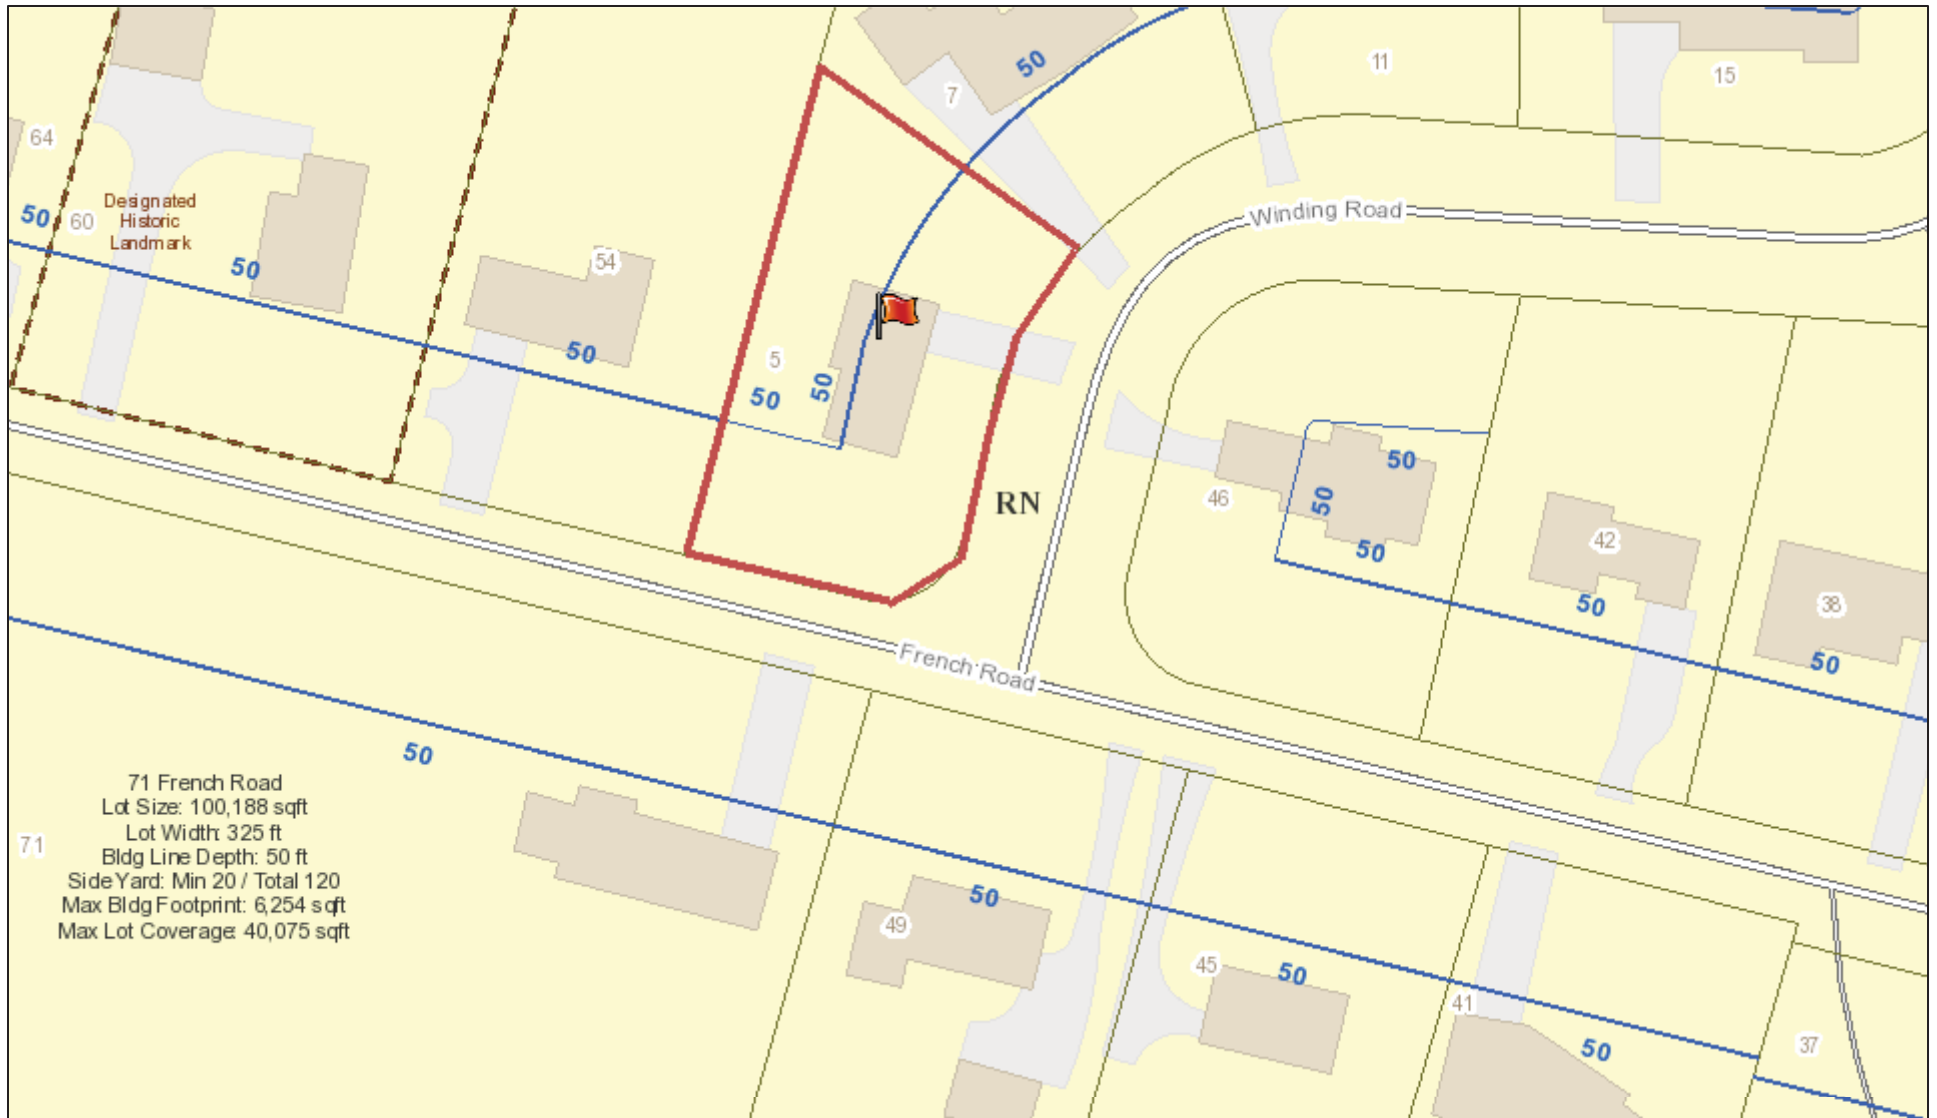 50
7
11
15
64
Designated
Historic
Landmark
50
60
Winding Road
50
54
50
5
50
50
RN
46
50
50
50
42
50
38
50
French Road
50
71 French Road
Lot Size: 100,188 sqft
Lot Width: 325 ft
Bldg Line Depth: 50 ft
Side Yard: Min 20 / Total 120
Max Bldg Footprint: 6,254 sqft
Max Lot Coverage: 40,075 sqft
71
50
49
45
50
41
50
37